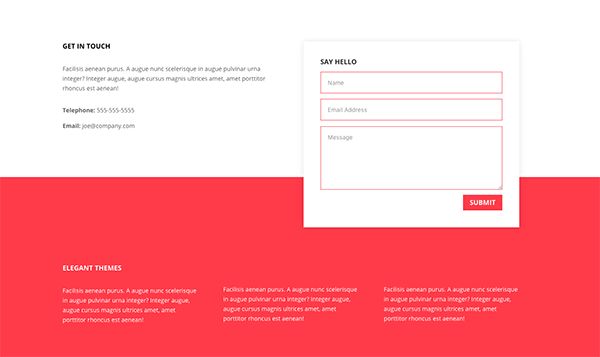 GET IN TOUCH
Facilisis aenean purus. A augue nunc scelerisque in augue pulvinar urna
integer? Integer augue, augue cursus magnis ultrices amet, amet porttitor
rhoncus est aenean!
Telephone: 555-555-5555
Email: joe@company.com
SAY HELLO
Name
Email Address
Message
SUBMIT
ELEGANT THEMES
Facilisis aenean purus. A augue nunc scelerisque
in augue pulvinar urna integer? Integer augue,
augue cursus magnis ultrices amet, amet
porttitor rhoncus est aenean!
Facilisis aenean purus. A augue nunc scelerisque
in augue pulvinar urna integer? Integer augue,
augue cursus magnis ultrices amet, amet
porttitor rhoncus est aenean!
Facilisis aenean purus. A augue nunc scelerisque
in augue pulvinar urna integer? Integer augue,
augue cursus magnis ultrices amet, amet
porttitor rhoncus est aenean!